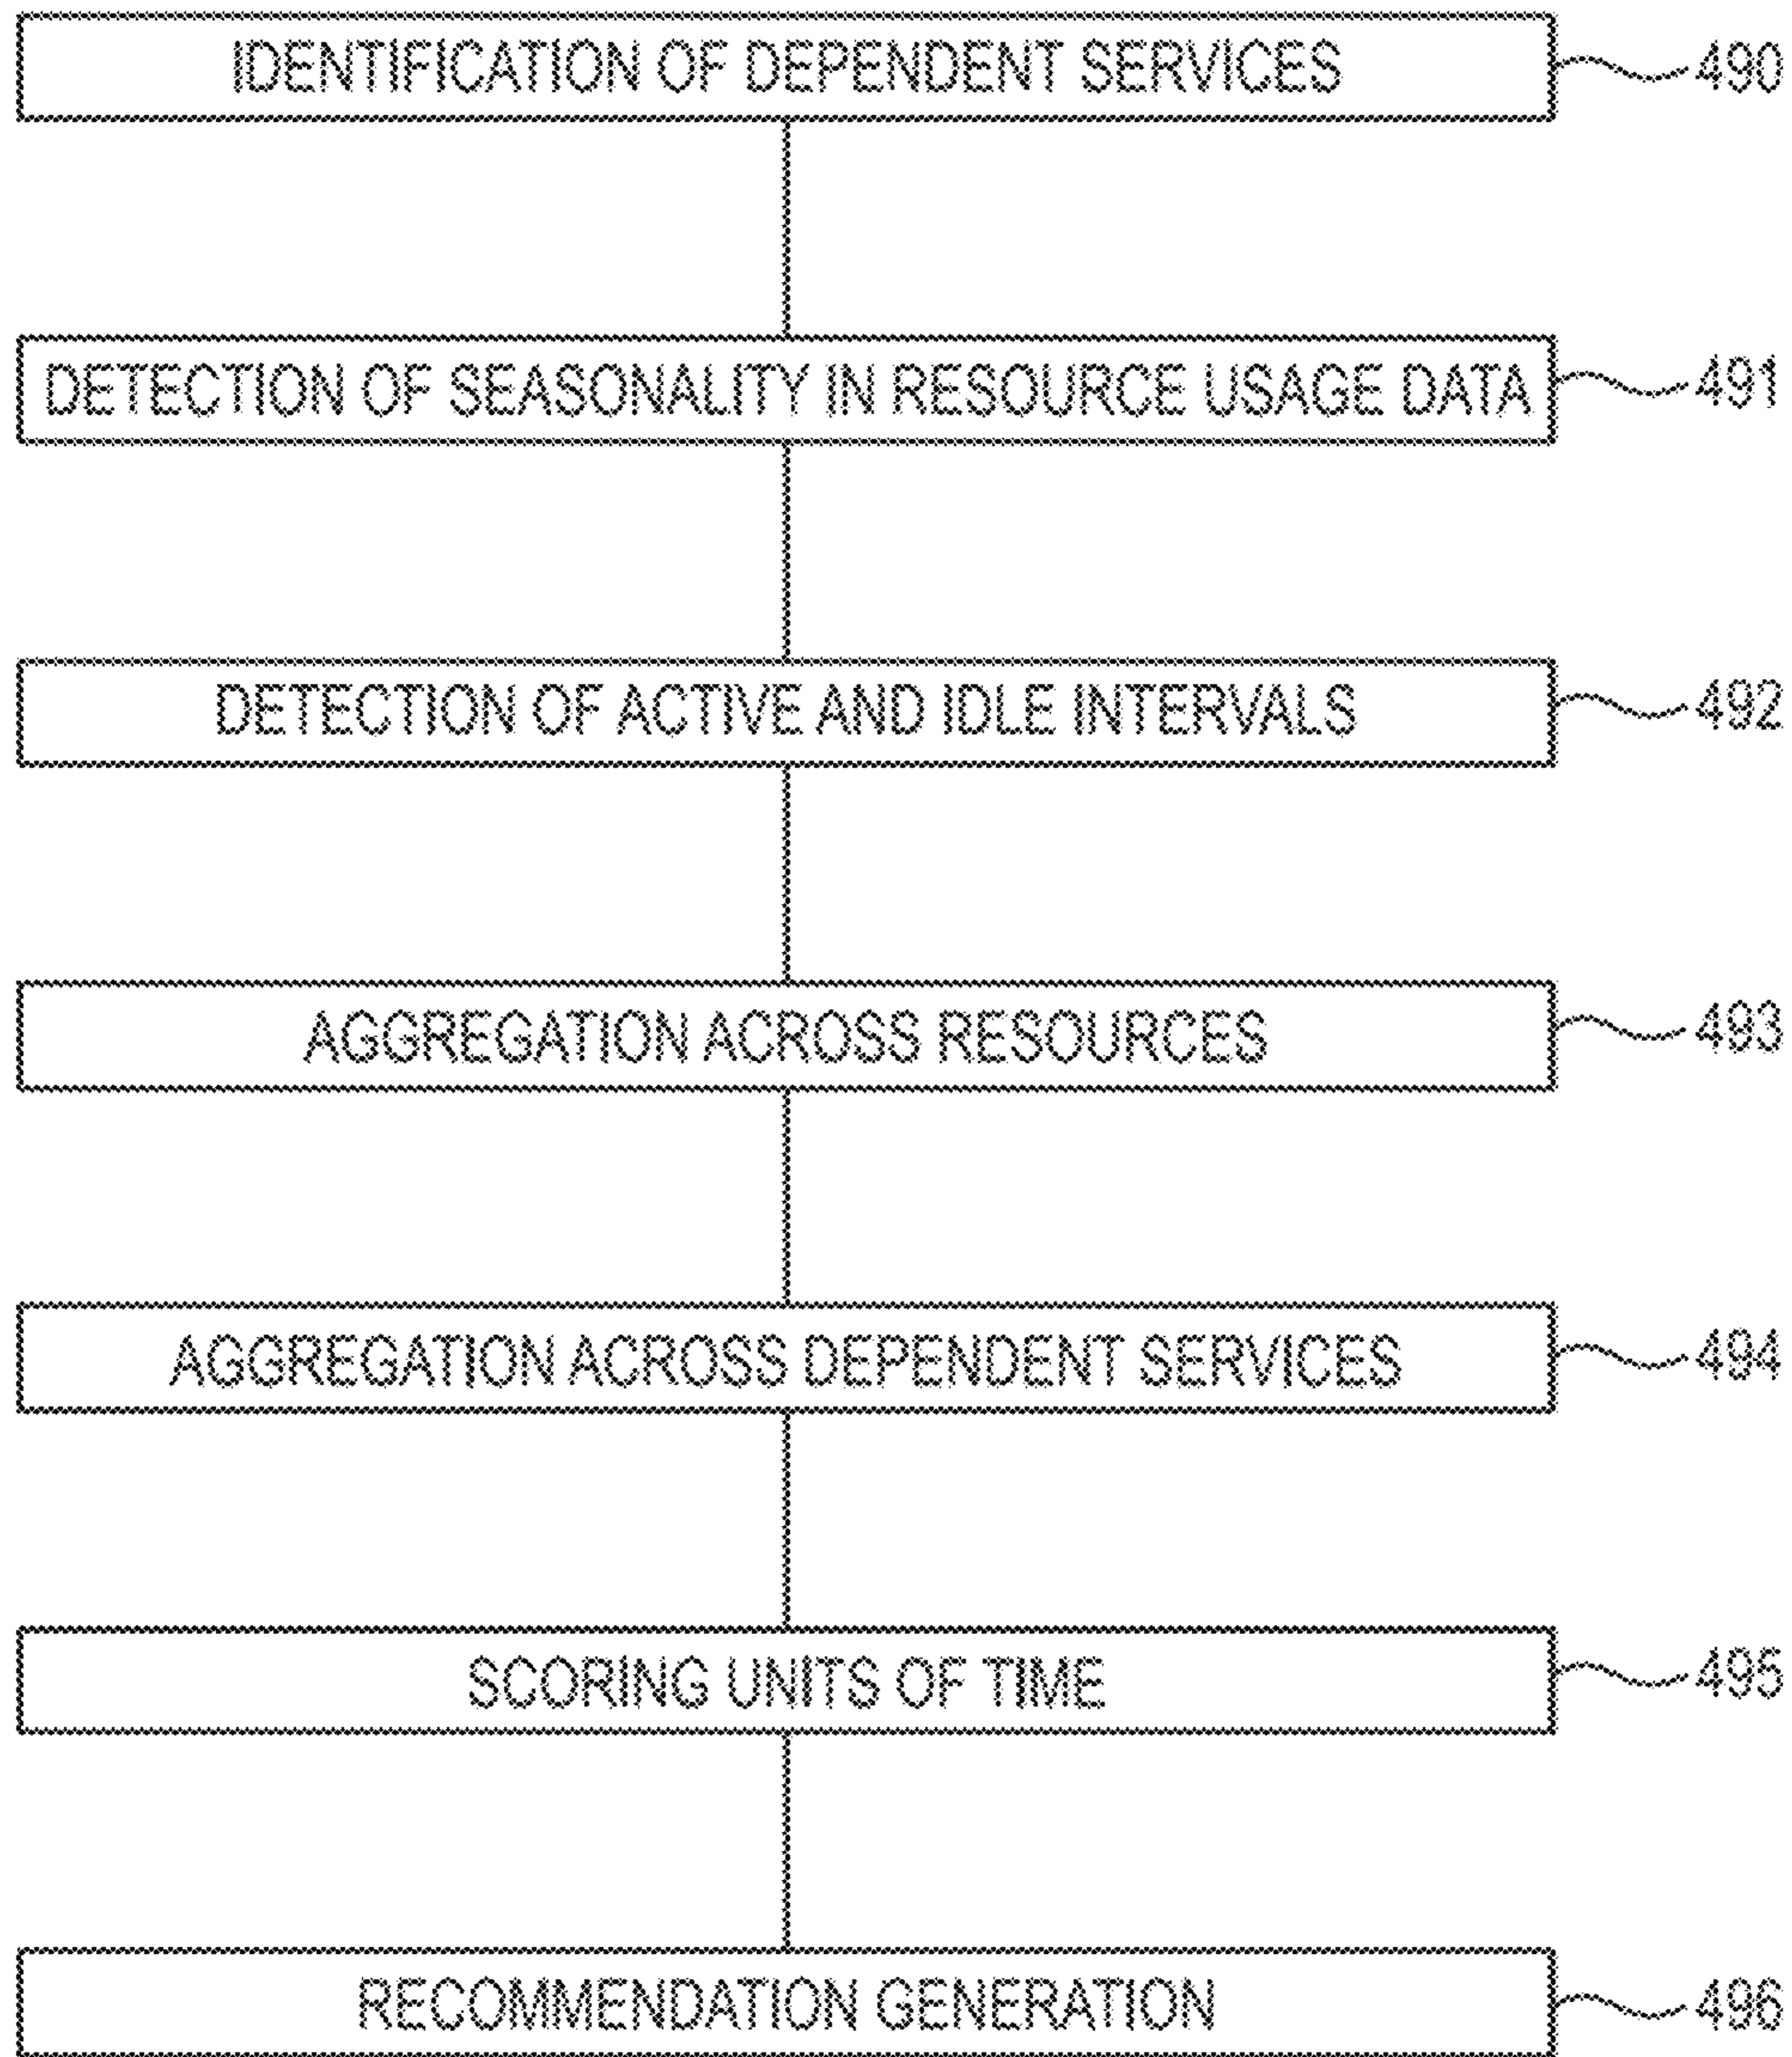 IDENTIFICATION OF DEPENDENT SERVICES 490
DETECTION OF SEASONALITY IN RESOURCE USAGE DATA 491
DETECTION OF ACTIVE AND IDLE INTERVALS 492
AGGREGATION ACROSS RESOURCES 493
AGGREGATION ACROSS DEPENDENT SERVICES 494
SCORING UNITS OF TIME 495
RECOMMENDATION GENERATION 496